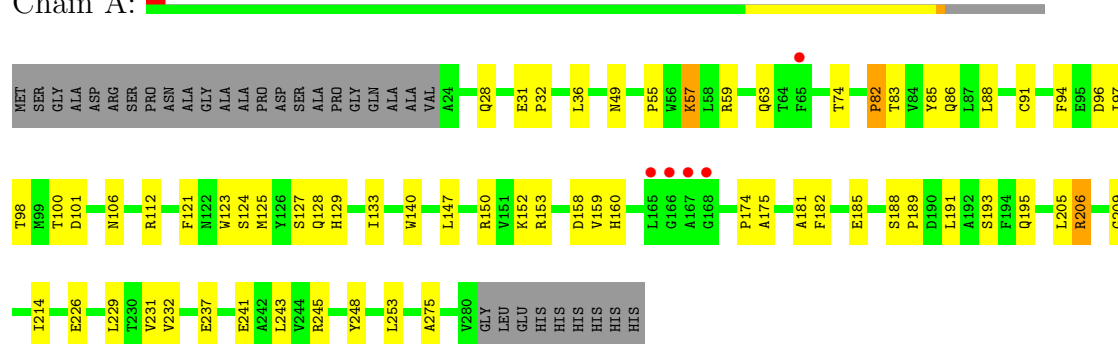 Chain A:
MET SER GLY ALA ASP ARG SER PRO ASN ALA GLY ALA ALA PRO ASP SER ALA PRO GLY GLN ALA ALA VAL A24 Q28 E31 P32 L36 N49 P55 W56 K57 L58 R59 Q63 T64 F65 T74 P82 T83 V84 Y85 Q86 L87 L88 C91 F94 E95 D96
T98 M99 T100 D101 N106 R112 F121 N122 W123 S124 M125 Y126 S127 Q128 H129 I133 W140 L147 R150 V151 K152 R153 D158 V159 H160 L165 G166 A167 G168 P174 A175 A181 F182 E185 S188 P189 D190 L191 A192 S193 F194 Q195 L205 R206
I214 E226 L229 T230 V231 V232 E237 E241 A242 L243 V244 R245 Y248 L253 A275 V280 GLY LEU GLU HIS HIS HIS HIS HIS HIS